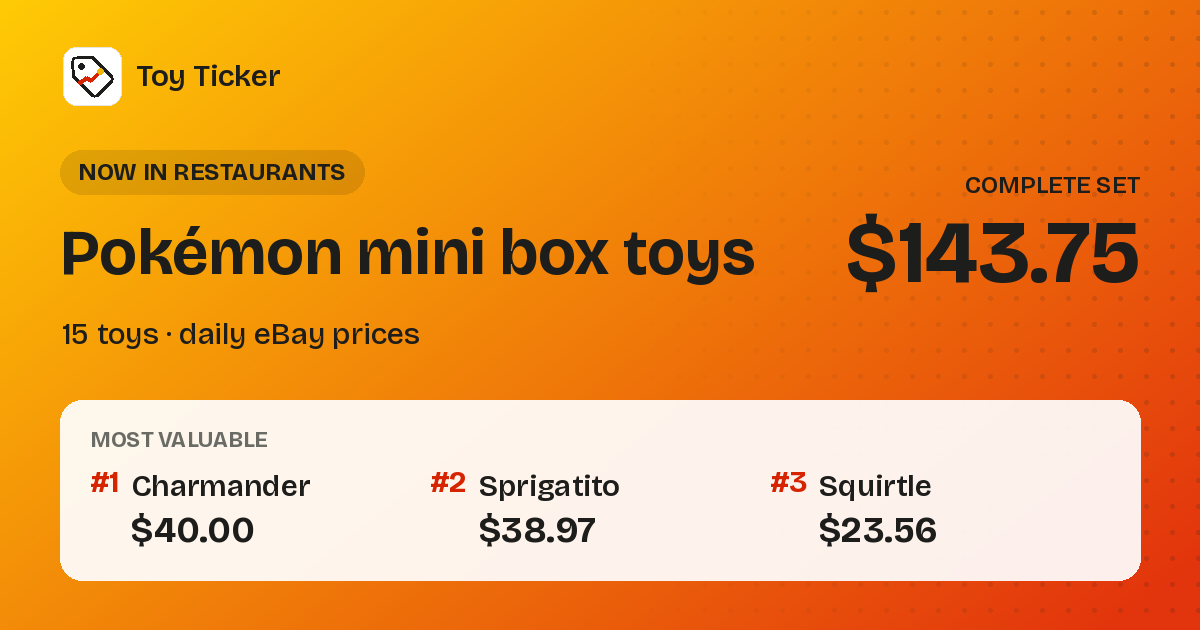 Toy Ticker
NOW IN RESTAURANTS
Pokémon mini box toys
15 toys · daily eBay prices
COMPLETE SET
$143.75
MOST VALUABLE
#1 Charmander
$40.00
#2 Sprigatito
$38.97
#3 Squirtle
$23.56